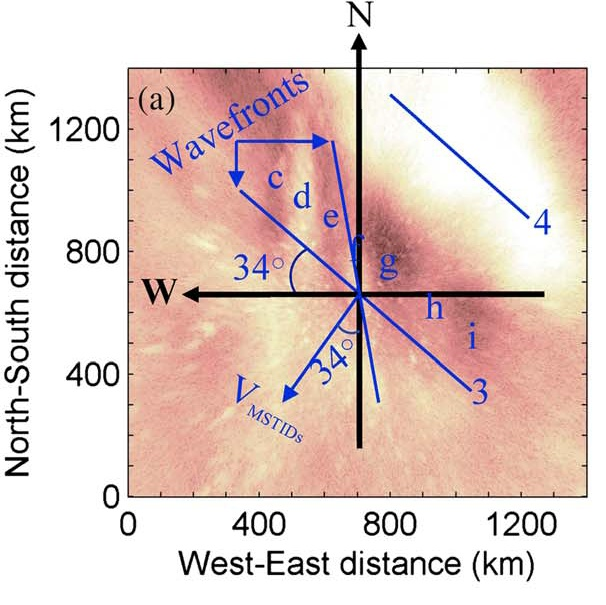 N
(a)
Wavefronts
1200
c
d
e
f
g
4
800
34°
W
h
i
34°
400
3
V MSTIDs
0
0
400
800
1200
North-South distance (km)
West-East distance (km)